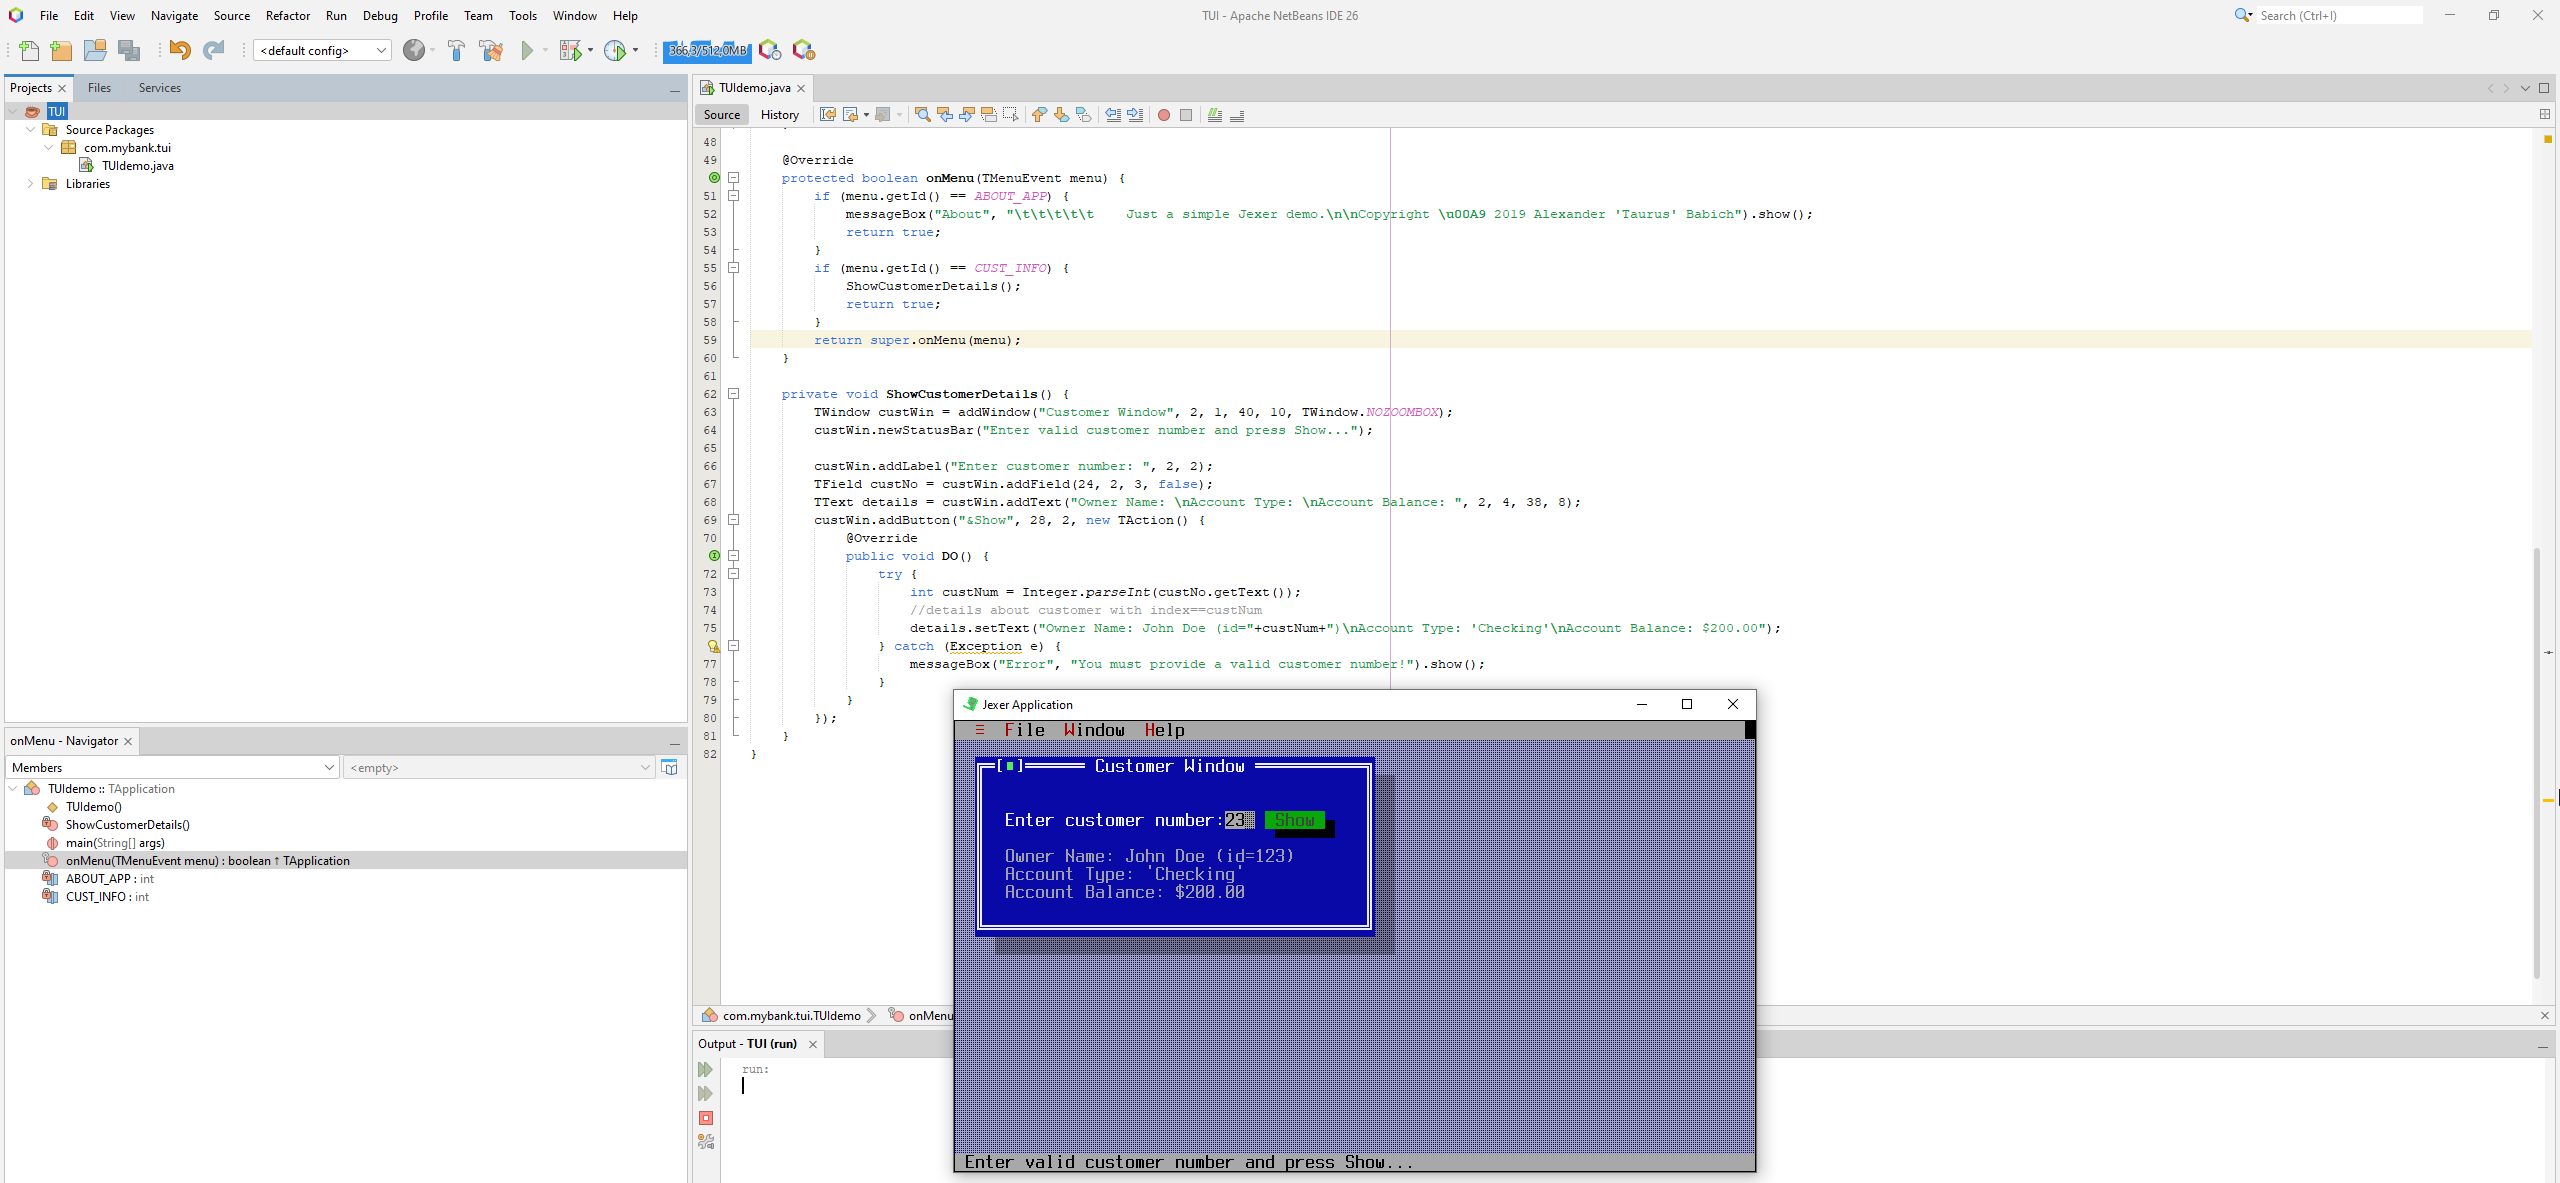 File Edit View Navigate Source Refactor Run Debug Profile Team Tools Window Help
TUI - Apache NetBeans IDE 26
Search (Ctrl+I)
<default config>
366,3/512,0MB
Projects Files Services
TUI
Source Packages
com.mybank.tui
TUIdemo.java
Libraries
TUIdemo.java
Source History
48
49 @Override
protected boolean onMenu(TMenuEvent menu) {
51 if (menu.getId() == ABOUT_APP) {
52 messageBox("About", "\t\t\t\t\t Just a simple Jexer demo.\n\nCopyright \u00A9 2019 Alexander 'Taurus' Babich").show();
53 return true;
54 }
55 if (menu.getId() == CUST_INFO) {
56 ShowCustomerDetails();
57 return true;
58 }
59 return super.onMenu(menu);
60 }
61
62 private void ShowCustomerDetails() {
63 TWindow custWin = addWindow("Customer Window", 2, 1, 40, 10, TWindow.NOZOOMBOX);
64 custWin.newStatusBar("Enter valid customer number and press Show...");
65
66 custWin.addLabel("Enter customer number: ", 2, 2);
67 TField custNo = custWin.addField(24, 2, 3, false);
68 TText details = custWin.addText("Owner Name: \nAccount Type: \nAccount Balance: ", 2, 4, 38, 8);
69 custWin.addButton("&Show", 28, 2, new TAction() {
70 @Override
public void DO() {
72 try {
73 int custNum = Integer.parseInt(custNo.getText());
74 //details about customer with index==custNum
75 details.setText("Owner Name: John Doe (id="+custNum+")\nAccount Type: 'Checking'\nAccount Balance: $200.00");
} catch (Exception e) {
77 messageBox("Error", "You must provide a valid customer number!").show();
78 }
79 }
80 });
81 }
82 }
onMenu - Navigator
Members
<empty>
TUIdemo :: TApplication
TUIdemo()
ShowCustomerDetails()
main(String[] args)
onMenu(TMenuEvent menu) : boolean ↑ TApplication
ABOUT_APP : int
CUST_INFO : int
com.mybank.tui.TUIdemo onMenu
Output - TUI (run)
run:
Jexer Application
≡ File Window Help
Customer Window
Enter customer number:23 Show
Owner Name: John Doe (id=123)
Account Type: 'Checking'
Account Balance: $200.00
Enter valid customer number and press Show...